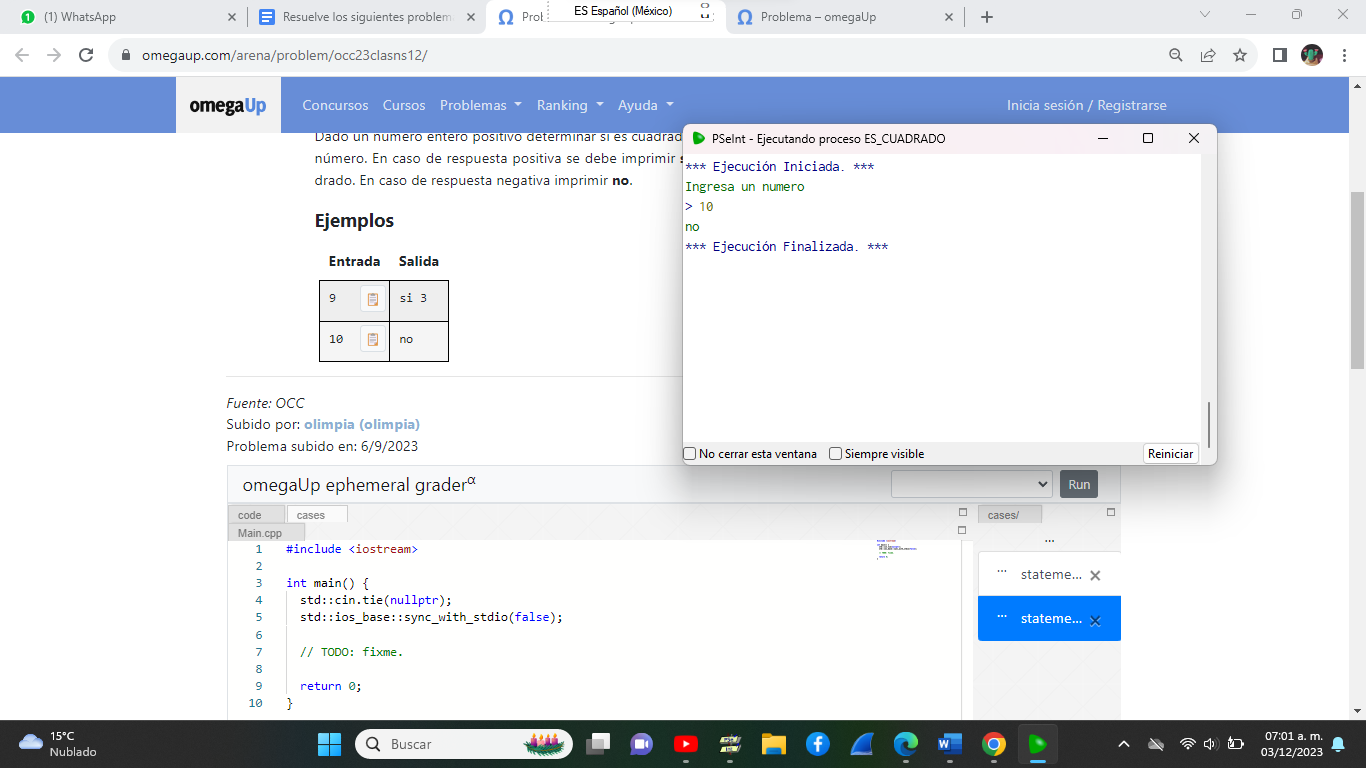 (1) WhatsApp
Resuelve los siguientes problem
Pro
ES Español (México)
Problema – omegaUp
omegaup.com/arena/problem/occ23clasns12/
omegaUp
Concursos
Cursos
Problemas
Ranking
Ayuda
Inicia sesión / Registrarse
Dado un numero entero positivo determinar si es cuadrad
número. En caso de respuesta positiva se debe imprimir s
drado. En caso de respuesta negativa imprimir no.
Ejemplos
Entrada Salida
9 si 3
10 no
Fuente: OCC
Subido por: olimpia (olimpia)
Problema subido en: 6/9/2023
PSeInt - Ejecutando proceso ES_CUADRADO
*** Ejecución Iniciada. ***
Ingresa un numero
> 10
no
*** Ejecución Finalizada. ***
No cerrar esta ventana
Siempre visible
Reiniciar
omegaUp ephemeral graderα
Run
code
cases
Main.cpp
cases/
...
... stateme...
... stateme...
1 #include <iostream>
2
3 int main() {
4 std::cin.tie(nullptr);
5 std::ios_base::sync_with_stdio(false);
6
7 // TODO: fixme.
8
9 return 0;
10 }
15°C
Nublado
Buscar
07:01 a. m.
03/12/2023